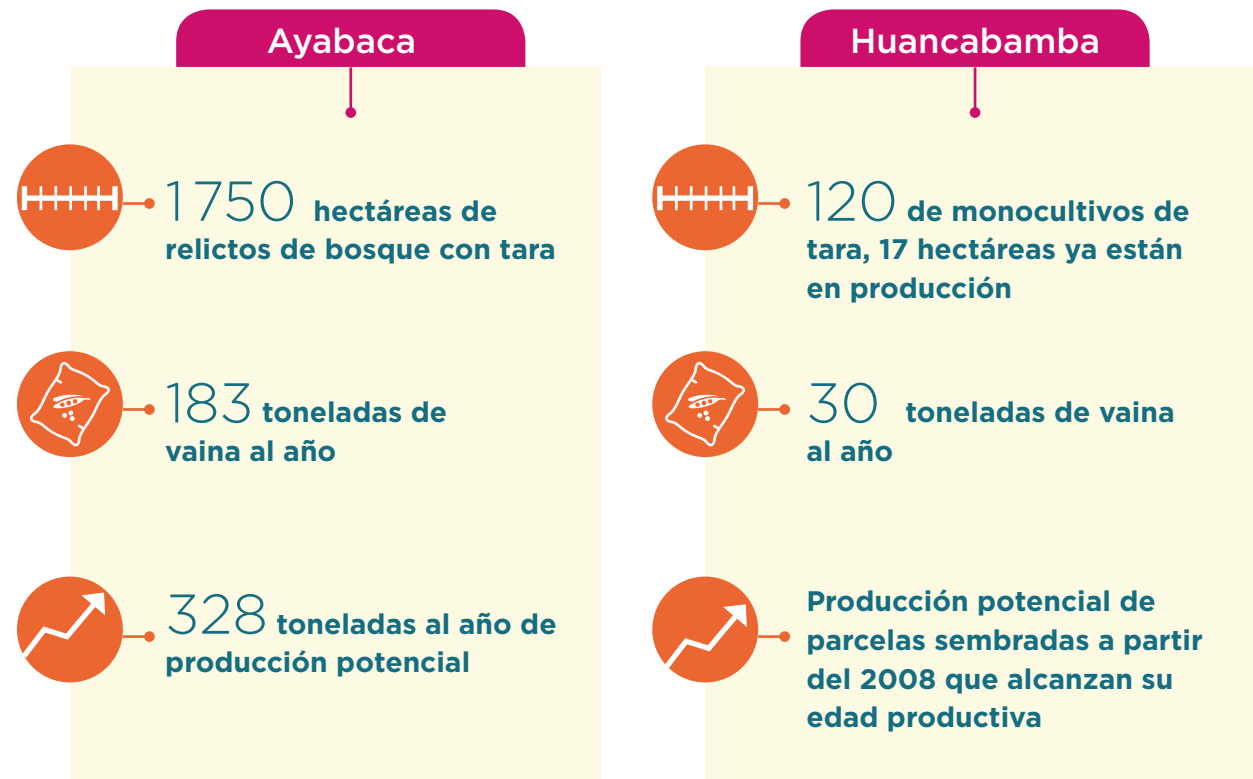 Ayabaca
1750 hectáreas de
relictos de bosque con tara
183 toneladas de
vaina al año
328 toneladas al año de
producción potencial
Huancabamba
120 de monocultivos de
tara, 17 hectáreas ya están
en producción
30 toneladas de vaina
al año
Producción potencial de
parcelas sembradas a partir
del 2008 que alcanzan su
edad productiva